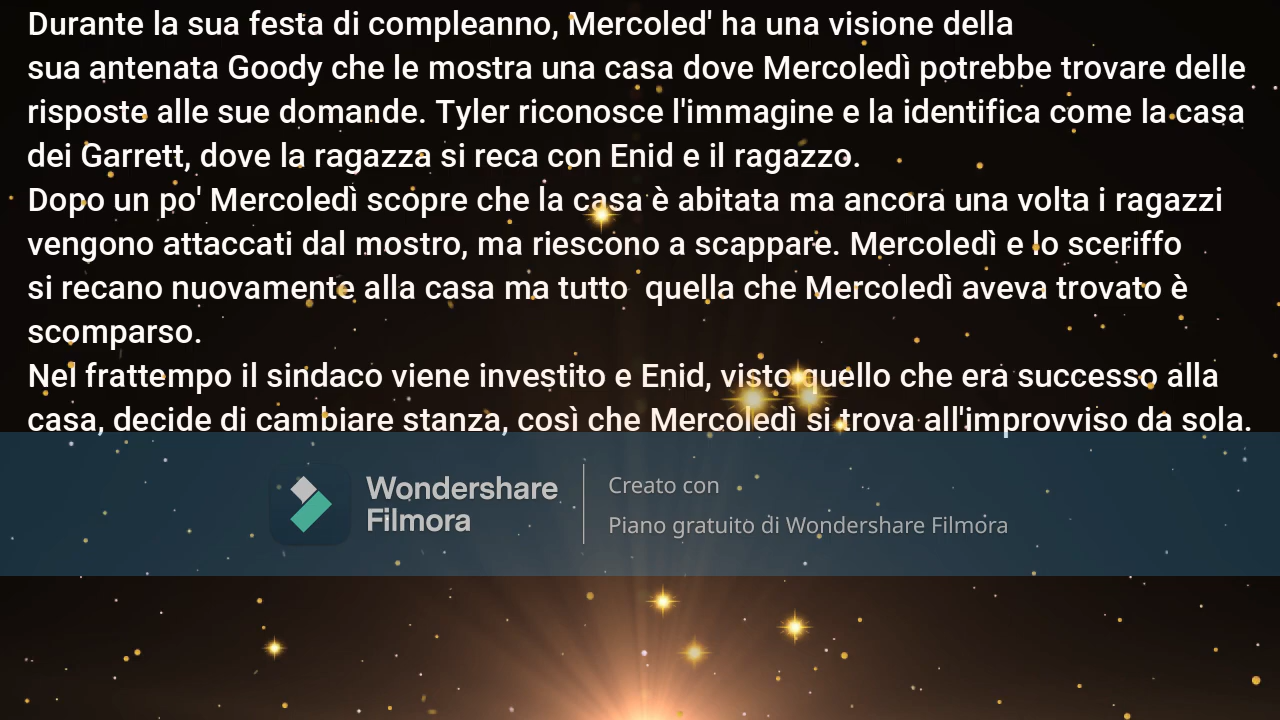 Durante la sua festa di compleanno, Mercoled' ha una visione della
sua antenata Goody che le mostra una casa dove Mercoledì potrebbe trovare delle
risposte alle sue domande. Tyler riconosce l'immagine e la identifica come la casa
dei Garrett, dove la ragazza si reca con Enid e il ragazzo.
Dopo un po' Mercoledì scopre che la casa è abitata ma ancora una volta i ragazzi
vengono attaccati dal mostro, ma riescono a scappare. Mercoledì e lo sceriffo
si recano nuovamente alla casa ma tutto  quella che Mercoledì aveva trovato è
scomparso.
Nel frattempo il sindaco viene investito e Enid, visto quello che era successo alla
casa, decide di cambiare stanza, così che Mercoledì si trova all'improvviso da sola.
Wondershare
Filmora
Creato con
Piano gratuito di Wondershare Filmora